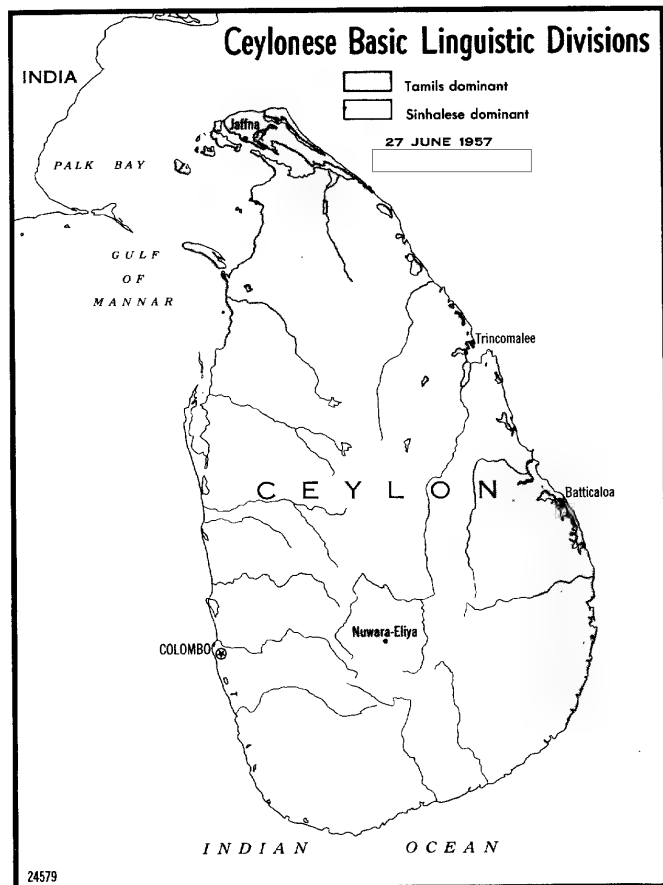 Ceylonese Basic Linguistic Divisions
INDIA
Tamils dominant
Sinhalese dominant
27 JUNE 1957
Jaffna
PALK BAY
GULF
OF
MANNAR
Trincomalee
CEYLON
Batticaloa
Nuwara-Eliya
COLOMBO
INDIAN OCEAN
24579